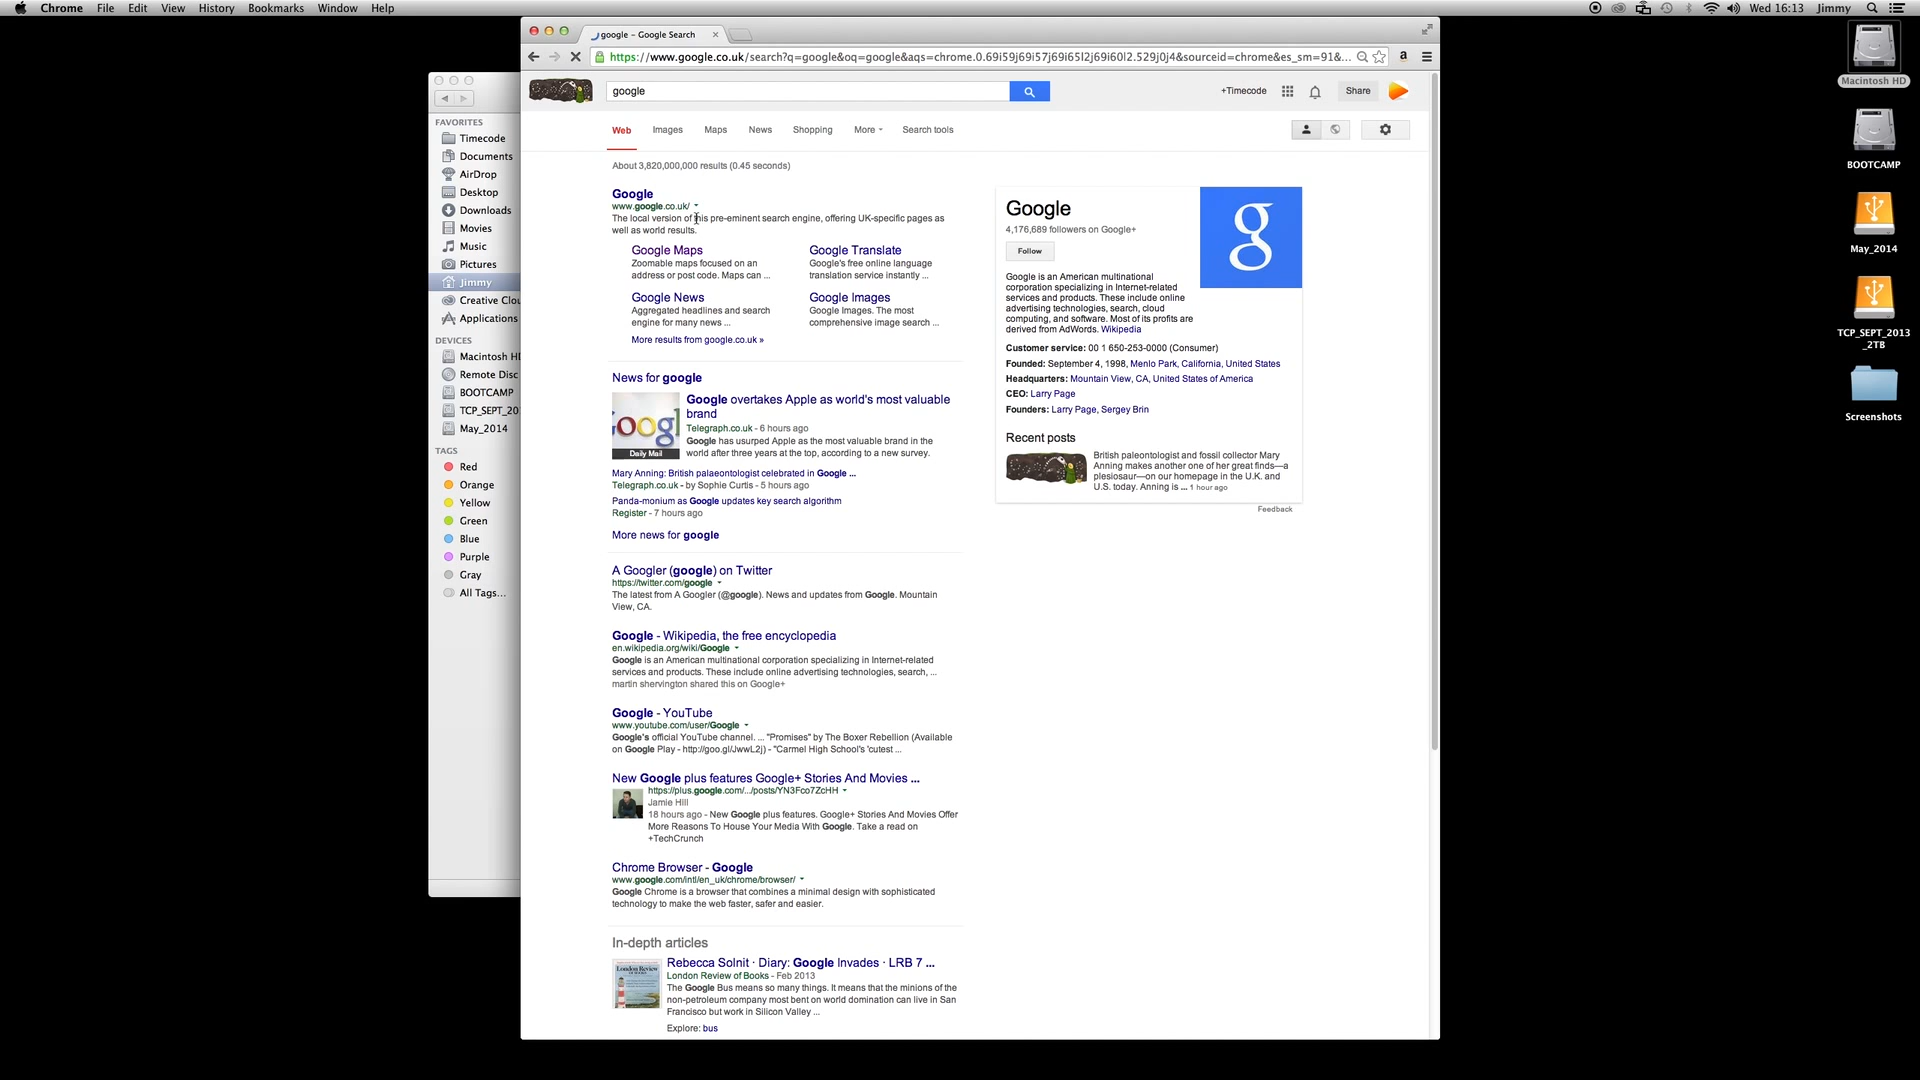 Chrome File Edit View History Bookmarks Window Help
Wed 16:13 Jimmy
google - Google Search
https://www.google.co.uk/search?q=google&oq=google&aqs=chrome.0.69i59j69i57j69i65l2j69i60l2.529j0j4&sourceid=chrome&es_sm=91&...
google
+Timecode
Share
Web Images Maps News Shopping More Search tools
About 3,820,000,000 results (0.45 seconds)
Google
www.google.co.uk/
The local version of this pre-eminent search engine, offering UK-specific pages as
well as world results.
Google Maps
Zoomable maps focused on an
address or post code. Maps can ...
Google Translate
Google's free online language
translation service instantly ...
Google News
Aggregated headlines and search
engine for many news ...
Google Images
Google Images. The most
comprehensive image search ...
More results from google.co.uk »
News for google
Googl
Daily Mail
Google overtakes Apple as world's most valuable
brand
Telegraph.co.uk - 6 hours ago
Google has usurped Apple as the most valuable brand in the
world after three years at the top, according to a new survey.
Mary Anning: British palaeontologist celebrated in Google ...
Telegraph.co.uk - by Sophie Curtis - 5 hours ago
Panda-monium as Google updates key search algorithm
Register - 7 hours ago
More news for google
A Googler (google) on Twitter
https://twitter.com/google
The latest from A Googler (@google). News and updates from Google. Mountain
View, CA.
Google - Wikipedia, the free encyclopedia
en.wikipedia.org/wiki/Google
Google is an American multinational corporation specializing in Internet-related
services and products. These include online advertising technologies, search, ...
martin shervington shared this on Google+
Google - YouTube
www.youtube.com/user/Google
Google's official YouTube channel. ... "Promises" by The Boxer Rebellion (Available
on Google Play - http://goo.gl/JwwL2j) - "Carmel High School's 'cutest ...
New Google plus features Google+ Stories And Movies ...
https://plus.google.com/.../posts/YN3Fco7ZcHH
Jamie Hill
18 hours ago - New Google plus features. Google+ Stories And Movies Offer
More Reasons To House Your Media With Google. Take a read on
+TechCrunch
Chrome Browser - Google
www.google.com/intl/en_uk/chrome/browser/
Google Chrome is a browser that combines a minimal design with sophisticated
technology to make the web faster, safer and easier.
In-depth articles
London Review
OF BOOKS
Rebecca Solnit · Diary: Google Invades · LRB 7 ...
London Review of Books - Feb 2013
The Google Bus means so many things. It means that the minions of the
non-petroleum company most bent on world domination can live in San
Francisco but work in Silicon Valley ...
Explore: bus
Google
4,176,689 followers on Google+
Follow
g
Google is an American multinational
corporation specializing in Internet-related
services and products. These include online
advertising technologies, search, cloud
computing, and software. Most of its profits are
derived from AdWords. Wikipedia
Customer service: 00 1 650-253-0000 (Consumer)
Founded: September 4, 1998, Menlo Park, California, United States
Headquarters: Mountain View, CA, United States of America
CEO: Larry Page
Founders: Larry Page, Sergey Brin
Recent posts
British paleontologist and fossil collector Mary
Anning makes another one of her great finds—a
plesiosaur—on our homepage in the U.K. and
U.S. today. Anning is ... 1 hour ago
Feedback
FAVORITES
Timecode
Documents
AirDrop
Desktop
Downloads
Movies
Music
Pictures
Jimmy
Creative Clou
Applications
DEVICES
Macintosh HD
Remote Disc
BOOTCAMP
TCP_SEPT_20
May_2014
TAGS
Red
Orange
Yellow
Green
Blue
Purple
Gray
All Tags...
Macintosh HD
BOOTCAMP
May_2014
TCP_SEPT_2013
_2TB
Screenshots